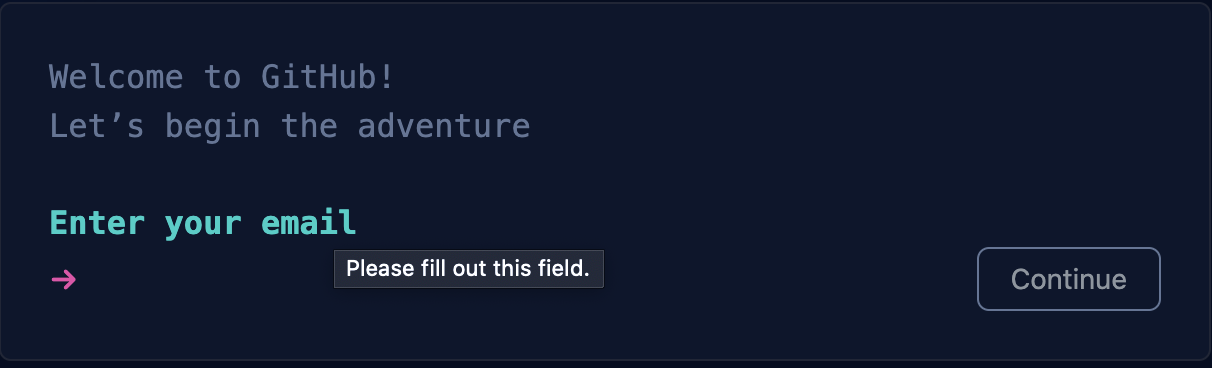 Welcome to GitHub!
Let’s begin the adventure
Enter your email
Please fill out this field.
→
Continue